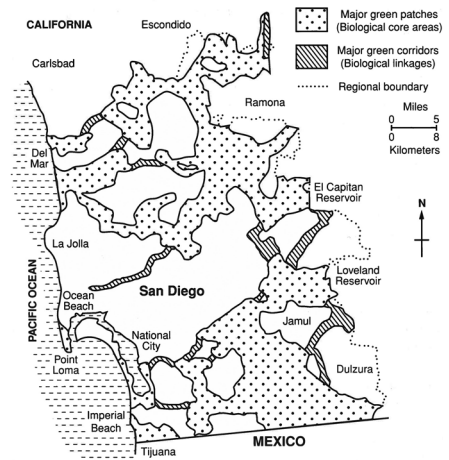 CALIFORNIA
Escondido
Carlsbad
Major green patches
(Biological core areas)
Major green corridors
(Biological linkages)
Regional boundary
Ramona
Miles
0 5
0 8
Kilometers
Del
Mar
El Capitan
Reservoir
N
La Jolla
PACIFIC OCEAN
Loveland
Reservoir
San Diego
Ocean
Beach
Jamul
National
City
Point
Loma
Dulzura
Imperial
Beach
MEXICO
Tijuana